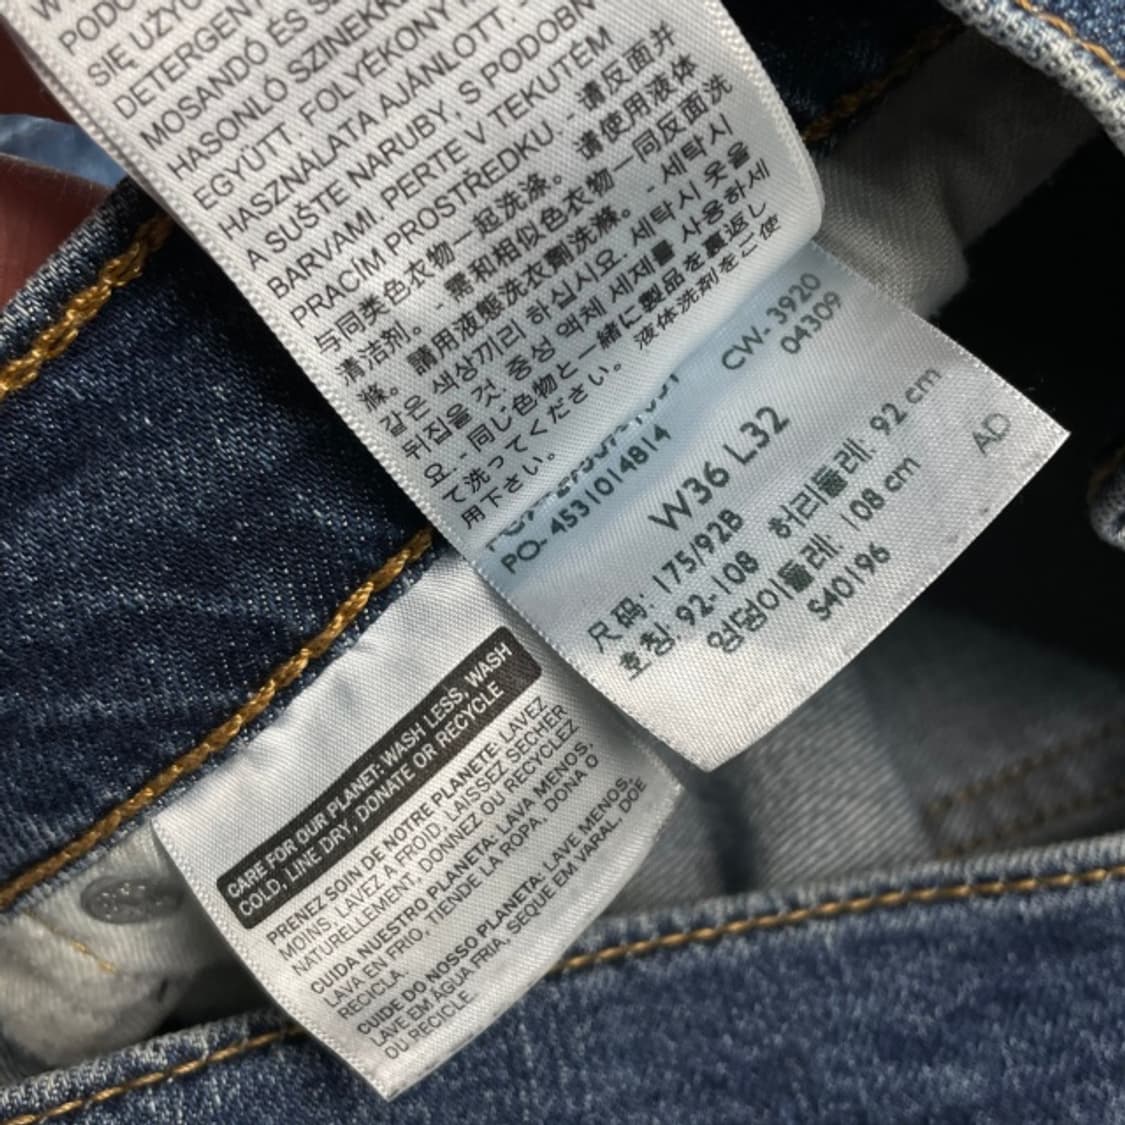 PODO
SIĘ UŻYC
DETERGENT
MOSANDÓ ÉS
HASONLÓ SZINEKK
EGYÜTT. FOLYÉKONY
HASZNÁLATA AJÁNLOTT. -
A SUŠTE NARUBY, S PODOBN
BARVAMI. PERTE V TEKUTÉM
PRACÍM PROSTŘEDKU. - 请反面并
与同类色衣物一起洗涤。 请使用液体
清洁剂。 - 需和相似色衣物一同反面洗
滌。 請用液態洗衣劑洗滌。 - 세탁시
같은 색상끼리 하십시요. 세탁시 옷을
뒤집을 것. 중성 액체 세제를 사용하세
요. - 同じ色物と一緒に製品を裏返し
て洗ってください。 液体洗剤をご使
用下さい。
CW- 3920
04309
PO- 4531014814
W36 L32
尺码: 175/92B
호칭. 92-108 허리둘레. 92 cm
엉덩이둘레. 108 cm
S40196
AD
CARE FOR OUR PLANET: WASH LESS, WASH
COLD, LINE DRY, DONATE OR RECYCLE
PRENEZ SOIN DE NOTRE PLANETE: LAVEZ
MOINS, LAVEZ A FROID, LAISSEZ SECHER
NATURELLEMENT, DONNEZ OU RECYCLEZ
CUIDA NUESTRO PLANETA: LAVA MENOS,
LAVA EN FRIO, TIENDE LA ROPA, DONA O
RECICLA.
CUIDE DO NOSSO PLANETA: LAVE MENOS,
LAVE EM ÁGUA FRIA, SEQUE EM VARAL, DOE
OU RECICLE.